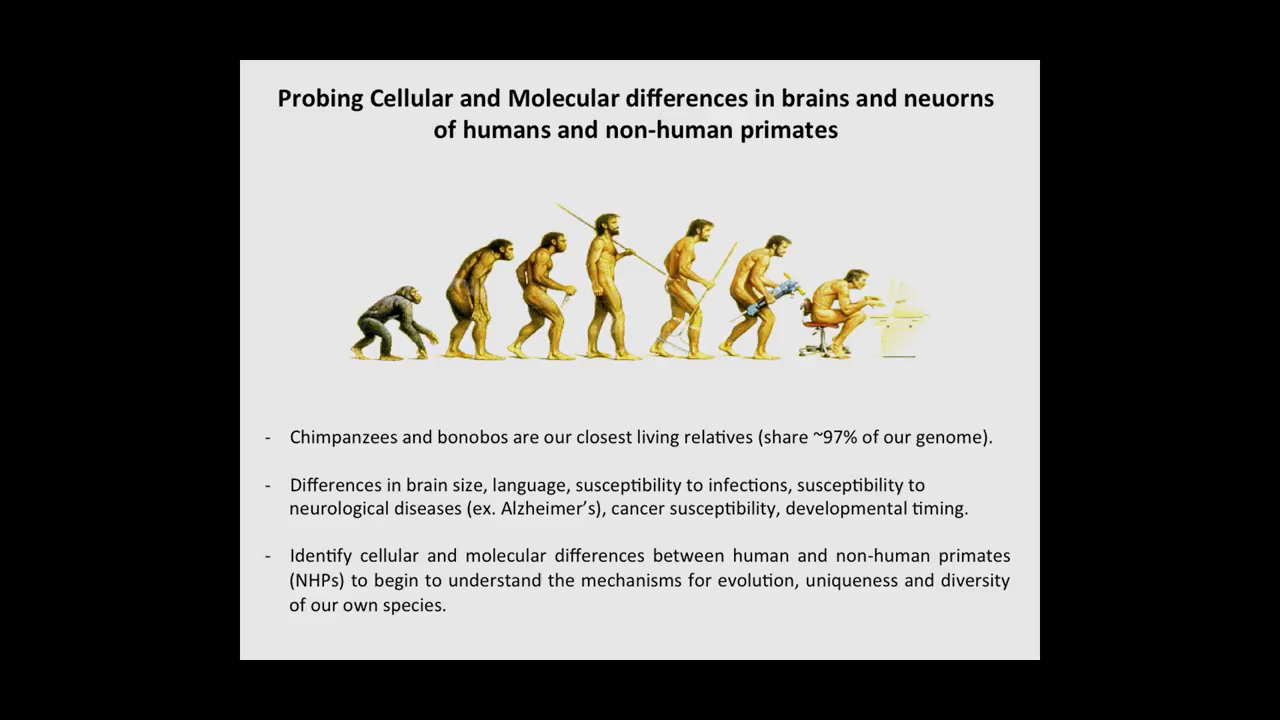 Probing Cellular and Molecular differences in brains and neuorns
of humans and non-human primates
- Chimpanzees and bonobos are our closest living relatives (share ~97% of our genome).
- Differences in brain size, language, susceptibility to infections, susceptibility to
neurological diseases (ex. Alzheimer’s), cancer susceptibility, developmental timing.
- Identify cellular and molecular differences between human and non-human primates
(NHPs) to begin to understand the mechanisms for evolution, uniqueness and diversity
of our own species.